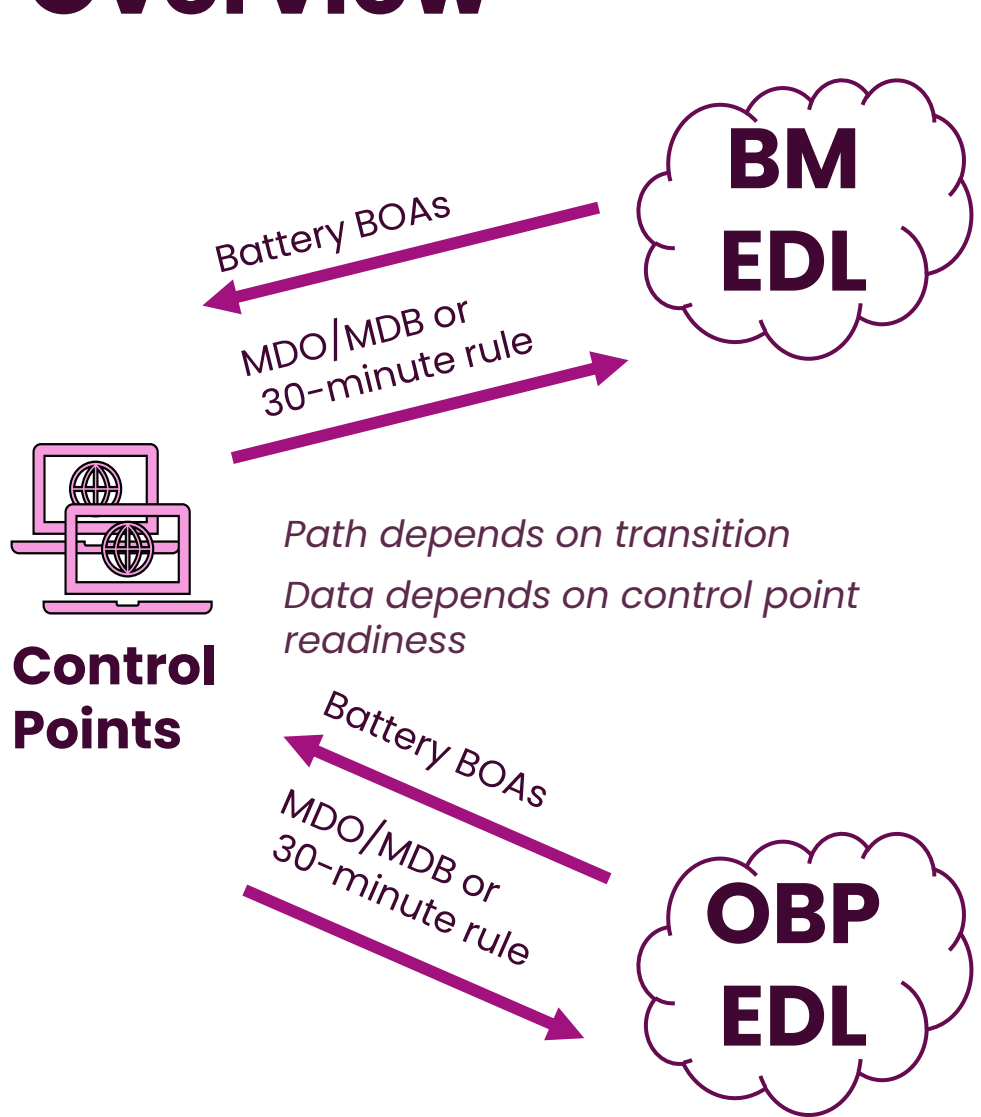 Overview
BM
EDL
Battery BOAs
MDO/MDB or
30-minute rule
Path depends on transition
Data depends on control point
readiness
Control
Points
Battery BOAs
MDO/MDB or
30-minute rule
OBP
EDL